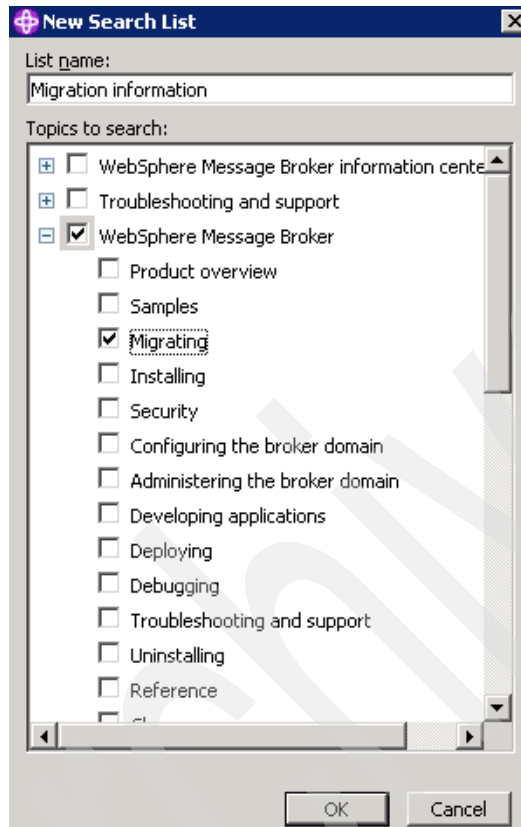 New Search List
List name:
Migration information
Topics to search:
WebSphere Message Broker information cente
Troubleshooting and support
WebSphere Message Broker
Product overview
Samples
Migrating
Installing
Security
Configuring the broker domain
Administering the broker domain
Developing applications
Deploying
Debugging
Troubleshooting and support
Uninstalling
Reference
OK Cancel